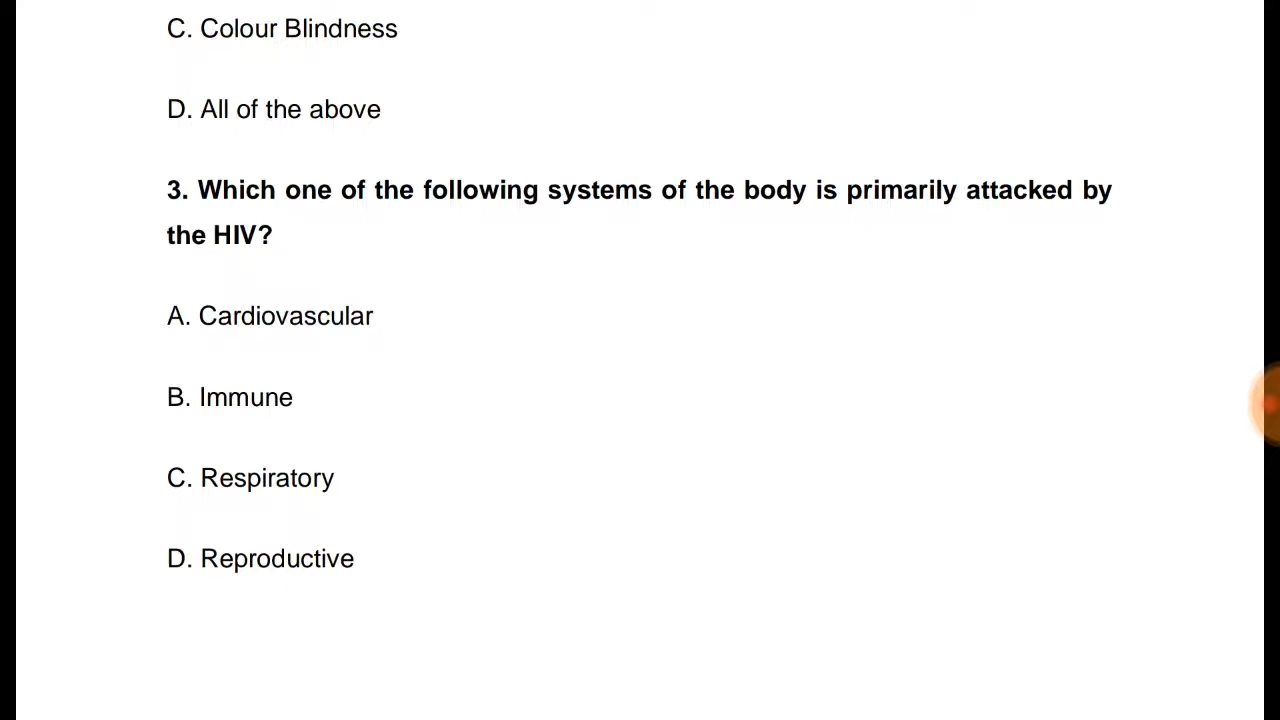 C. Colour Blindness
D. All of the above
3. Which one of the following systems of the body is primarily attacked by
the HIV?
A. Cardiovascular
B. Immune
C. Respiratory
D. Reproductive